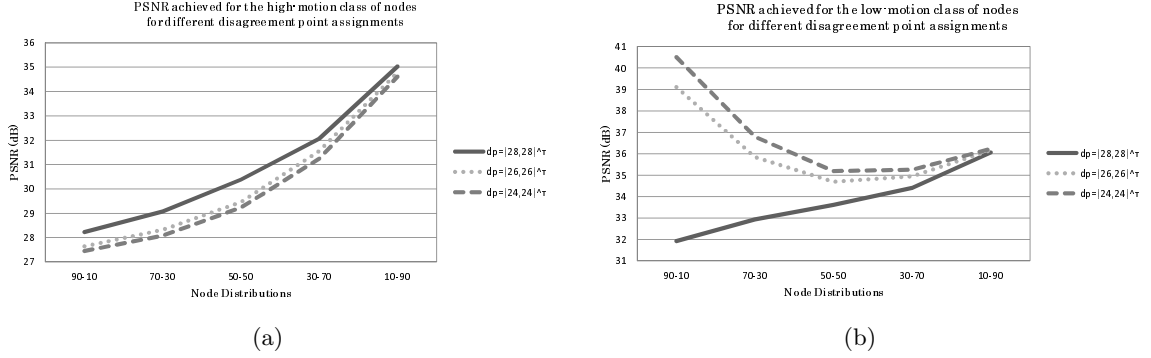 PSNR achieved for the high-motion class of nodes
for different disagreement point assignments
36
35
34
33
32
31
30
29
28
27
PSNR (dB)
90-10 70-30 50-50 30-70 10-90
Node Distributions
dp=|28,28|^T
dp=|26,26|^T
dp=|24,24|^T
(a)
PSNR achieved for the low-motion class of nodes
for different disagreement point assignments
41
40
39
38
37
36
35
34
33
32
31
PSNR (dB)
90-10 70-30 50-50 30-70 10-90
Node Distributions
dp=|28,28|^T
dp=|26,26|^T
dp=|24,24|^T
(b)